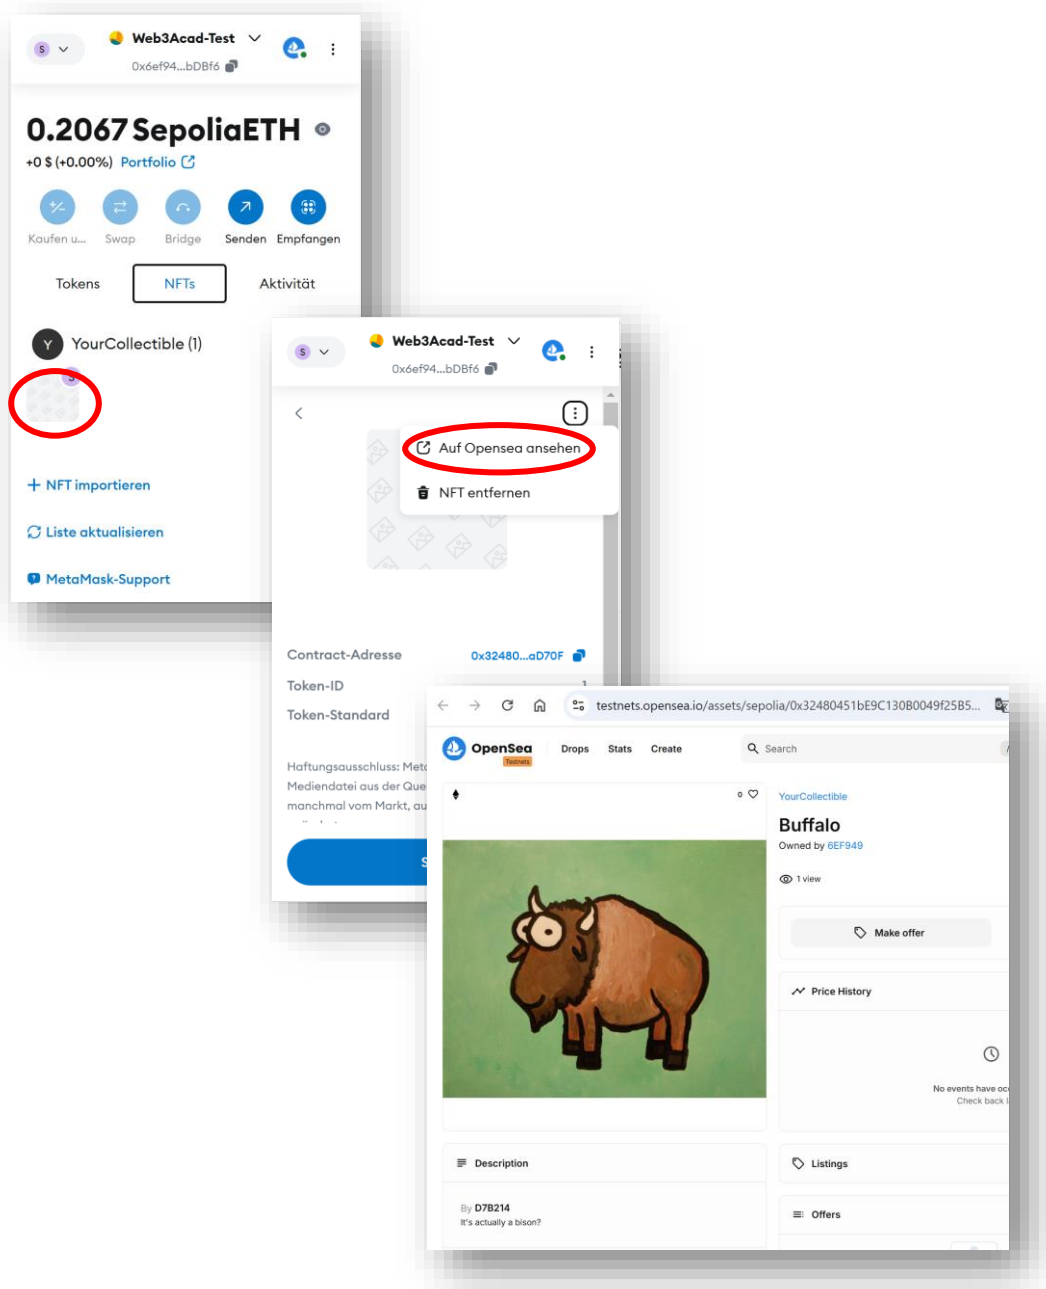 S
Web3Acad-Test
0x6ef94...bDBf6
0.2067 SepoliaETH
+0 $ (+0.00%) Portfolio
Kaufen u... Swap Bridge Senden Empfangen
Tokens NFTs Aktivität
Y YourCollectible (1)
S
+ NFT importieren
Liste aktualisieren
MetaMask-Support
S
Web3Acad-Test
0x6ef94...bDBf6
Auf Opensea ansehen
NFT entfernen
Contract-Adresse 0x32480...aD70F
Token-ID 1
Token-Standard
Haftungsausschluss:
Mediendatei aus der
manchmal vom Markt,
S
testnets.opensea.io/assets/sepolia/0x32480451bE9C130B0049f25B5...
OpenSea
Testnets
Drops Stats Create
Search
/
0
YourCollectible
Buffalo
Owned by 6EF949
1 view
Make offer
Price History
No events have
Check back
Description
Listings
By D7B214
It's actually a bison?
Offers